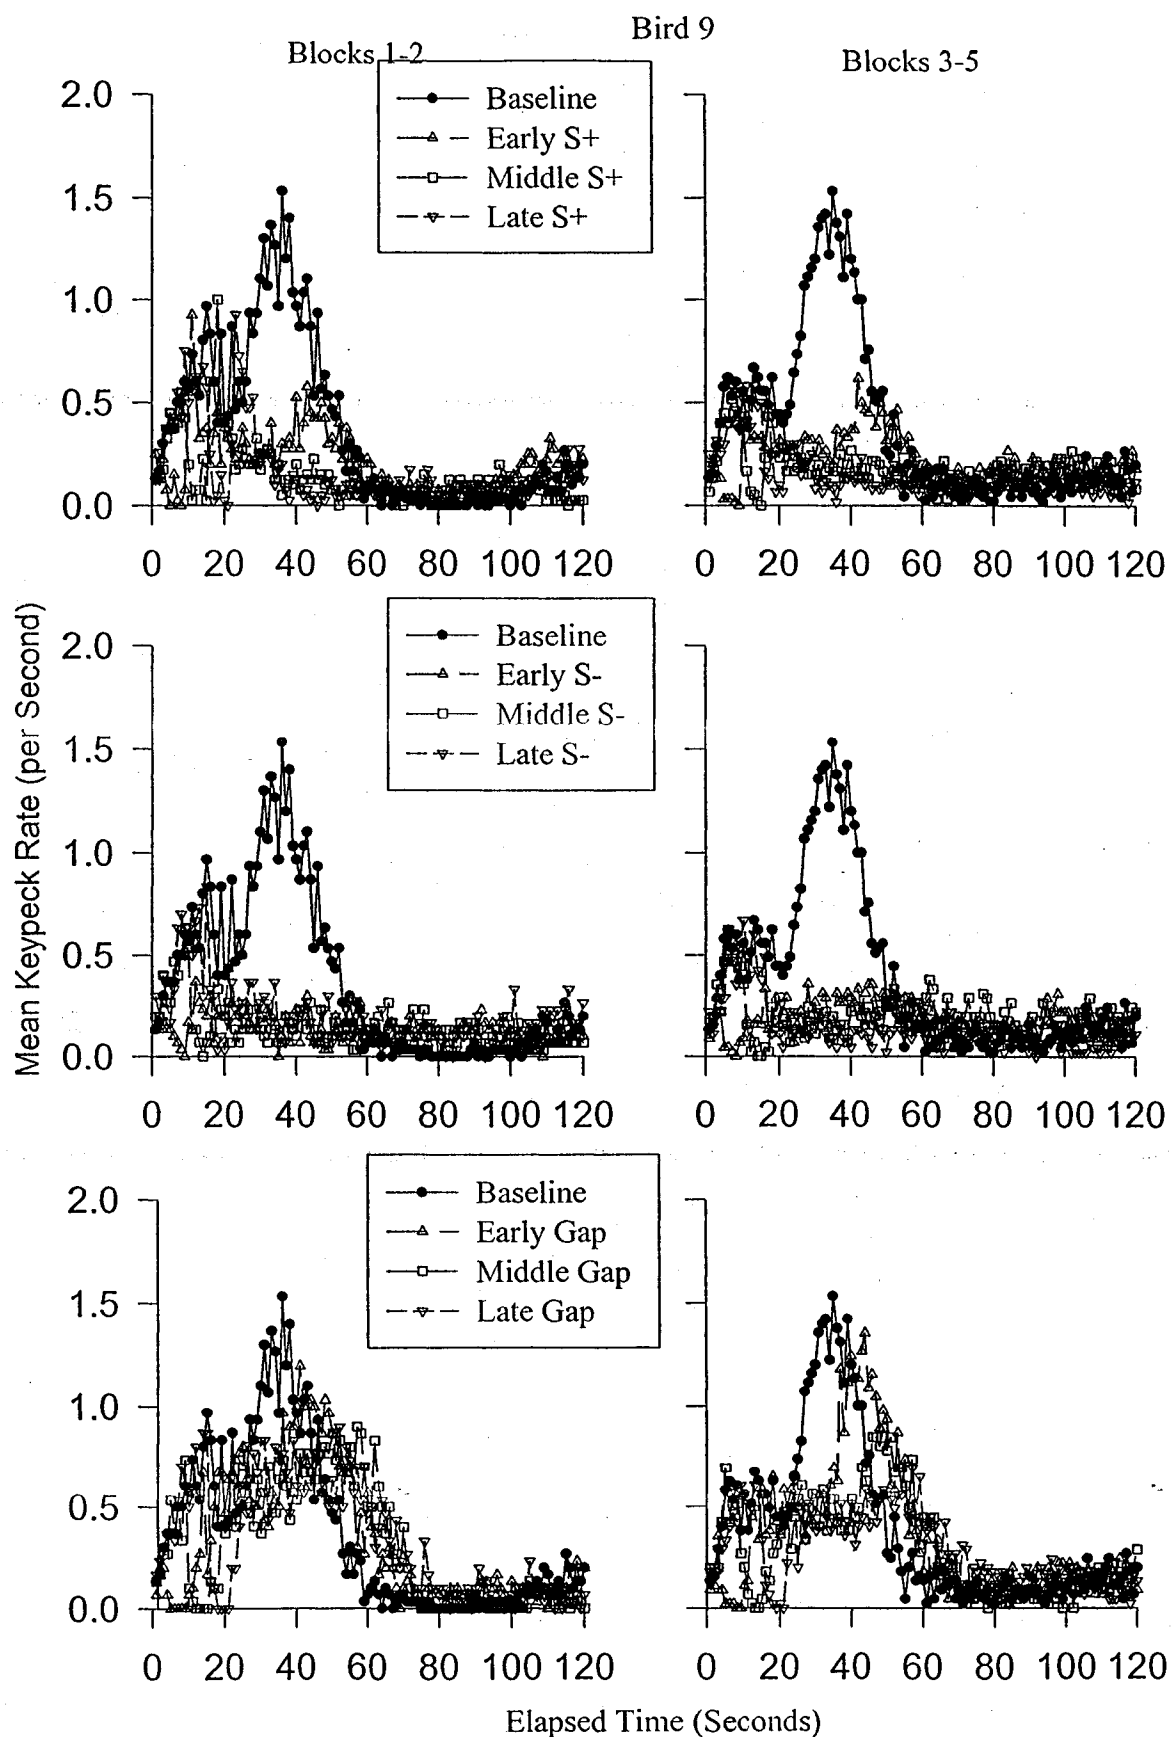 Bird 9
Blocks 1-2
Blocks 3-5
Baseline
Early S+
Middle S+
Late S+
2.0
1.5
1.0
0.5
0.0
0 20 40 60 80 100 120
0 20 40 60 80 100 120
Baseline
Early S-
Middle S-
Late S-
2.0
1.5
1.0
0.5
0.0
0 20 40 60 80 100 120
0 20 40 60 80 100 120
Mean Keypeck Rate (per Second)
Baseline
Early Gap
Middle Gap
Late Gap
2.0
1.5
1.0
0.5
0.0
0 20 40 60 80 100 120
0 20 40 60 80 100 120
Elapsed Time (Seconds)